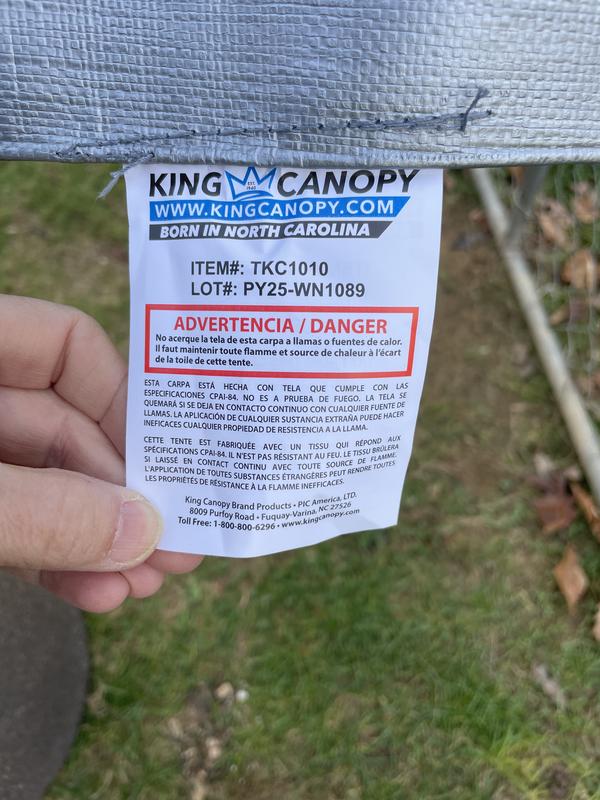 KING CANOPY
EST. 1940
WWW.KINGCANOPY.COM
BORN IN NORTH CAROLINA
ITEM#: TKC1010
LOT#: PY25-WN1089
ADVERTENCIA / DANGER
No acerque la tela de esta carpa a llamas o fuentes de calor.
Il faut maintenir toute flamme et source de chaleur à l'écart
de la toile de cette tente.
ESTA CARPA ESTÁ HECHA CON TELA QUE CUMPLE CON LAS
ESPECIFICACIONES CPAI-84. NO ES A PRUEBA DE FUEGO. LA TELA SE
QUEMARÁ SI SE DEJA EN CONTACTO CONTINUO CON CUALQUIER FUENTE DE
LLAMAS. LA APLICACIÓN DE CUALQUIER SUSTANCIA EXTRAÑA PUEDE HACER
INEFICACES CUALQUIER PROPIEDAD DE RESISTENCIA A LA LLAMA.
CETTE TENTE EST FABRIQUÉE AVEC UN TISSU QUI RÉPOND AUX
SPÉCIFICATIONS CPAI-84. IL N'EST PAS RÉSISTANT AU FEU. LE TISSU BRÛLERA
SI LAISSÉ EN CONTACT CONTINU AVEC TOUTE SOURCE DE FLAMME.
L'APPLICATION DE TOUTES SUBSTANCES ÉTRANGÈRES PEUT RENDRE TOUTES
LES PROPRIÉTÉS DE RÉSISTANCE À LA FLAMME INEFFICACES.
King Canopy Brand Products • PIC America, LTD.
8009 Purfoy Road • Fuquay-Varina, NC 27526
Toll Free: 1-800-800-6296 • www.kingcanopy.com